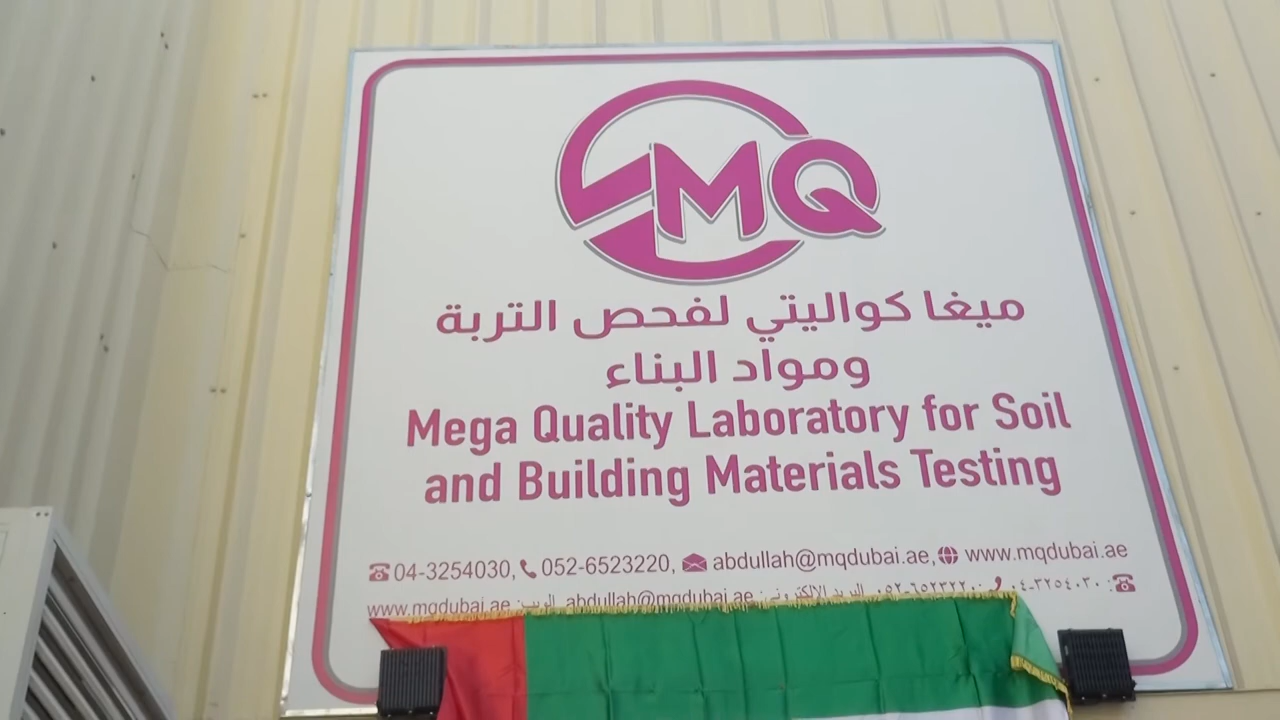 MQ
ميغا كواليتي لفحص التربة
ومواد البناء
Mega Quality Laboratory for Soil
and Building Materials Testing
04-3254030, 052-6523220, abdullah@mqdubai.ae, www.mqdubai.ae
٠٤-٣٢٥٤٠٣٠ ٠٥٢-٦٥٢٣٢٢٠ البريد الإلكتروني: abdullah@mqdubai.ae الويب: www.mqdubai.ae